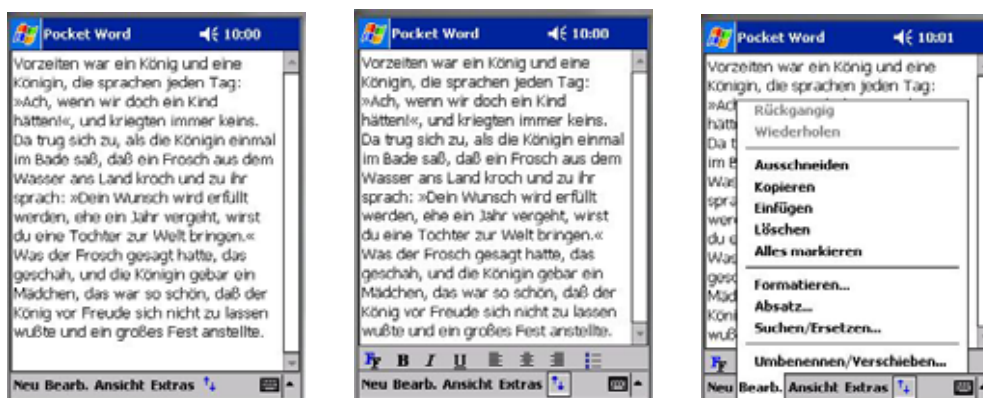 Pocket Word 10:00
Vorzeiten war ein König und eine
Königin, die sprachen jeden Tag:
»Ach, wenn wir doch ein Kind
hätten!«, und kriegten immer keins.
Da trug sich zu, als die Königin einmal
im Bade saß, daß ein Frosch aus dem
Wasser ans Land kroch und zu ihr
sprach: »Dein Wunsch wird erfüllt
werden, ehe ein Jahr vergeht, wirst
du eine Tochter zur Welt bringen.«
Was der Frosch gesagt hatte, das
geschah, und die Königin gebar ein
Mädchen, das war so schön, daß der
König vor Freude sich nicht zu lassen
wußte und ein großes Fest anstellte.
Neu Bearb. Ansicht Extras
Pocket Word 10:00
Vorzeiten war ein König und eine
Königin, die sprachen jeden Tag:
»Ach, wenn wir doch ein Kind
hätten!«, und kriegten immer keins.
Da trug sich zu, als die Königin einmal
im Bade saß, daß ein Frosch aus dem
Wasser ans Land kroch und zu ihr
sprach: »Dein Wunsch wird erfüllt
werden, ehe ein Jahr vergeht, wirst
du eine Tochter zur Welt bringen.«
Was der Frosch gesagt hatte, das
geschah, und die Königin gebar ein
Mädchen, das war so schön, daß der
König vor Freude sich nicht zu lassen
wußte und ein großes Fest anstellte.
B I U
Neu Bearb. Ansicht Extras
Pocket Word 10:01
Vorzeiten war ein König und eine
Königin, die sprachen jeden Tag:
Rückgangig
Wiederholen
Ausschneiden
Kopieren
Einfügen
Löschen
Alles markieren
Formatieren...
Absatz...
Suchen/Ersetzen...
Umbenennen/Verschieben...
Neu Bearb. Ansicht Extras